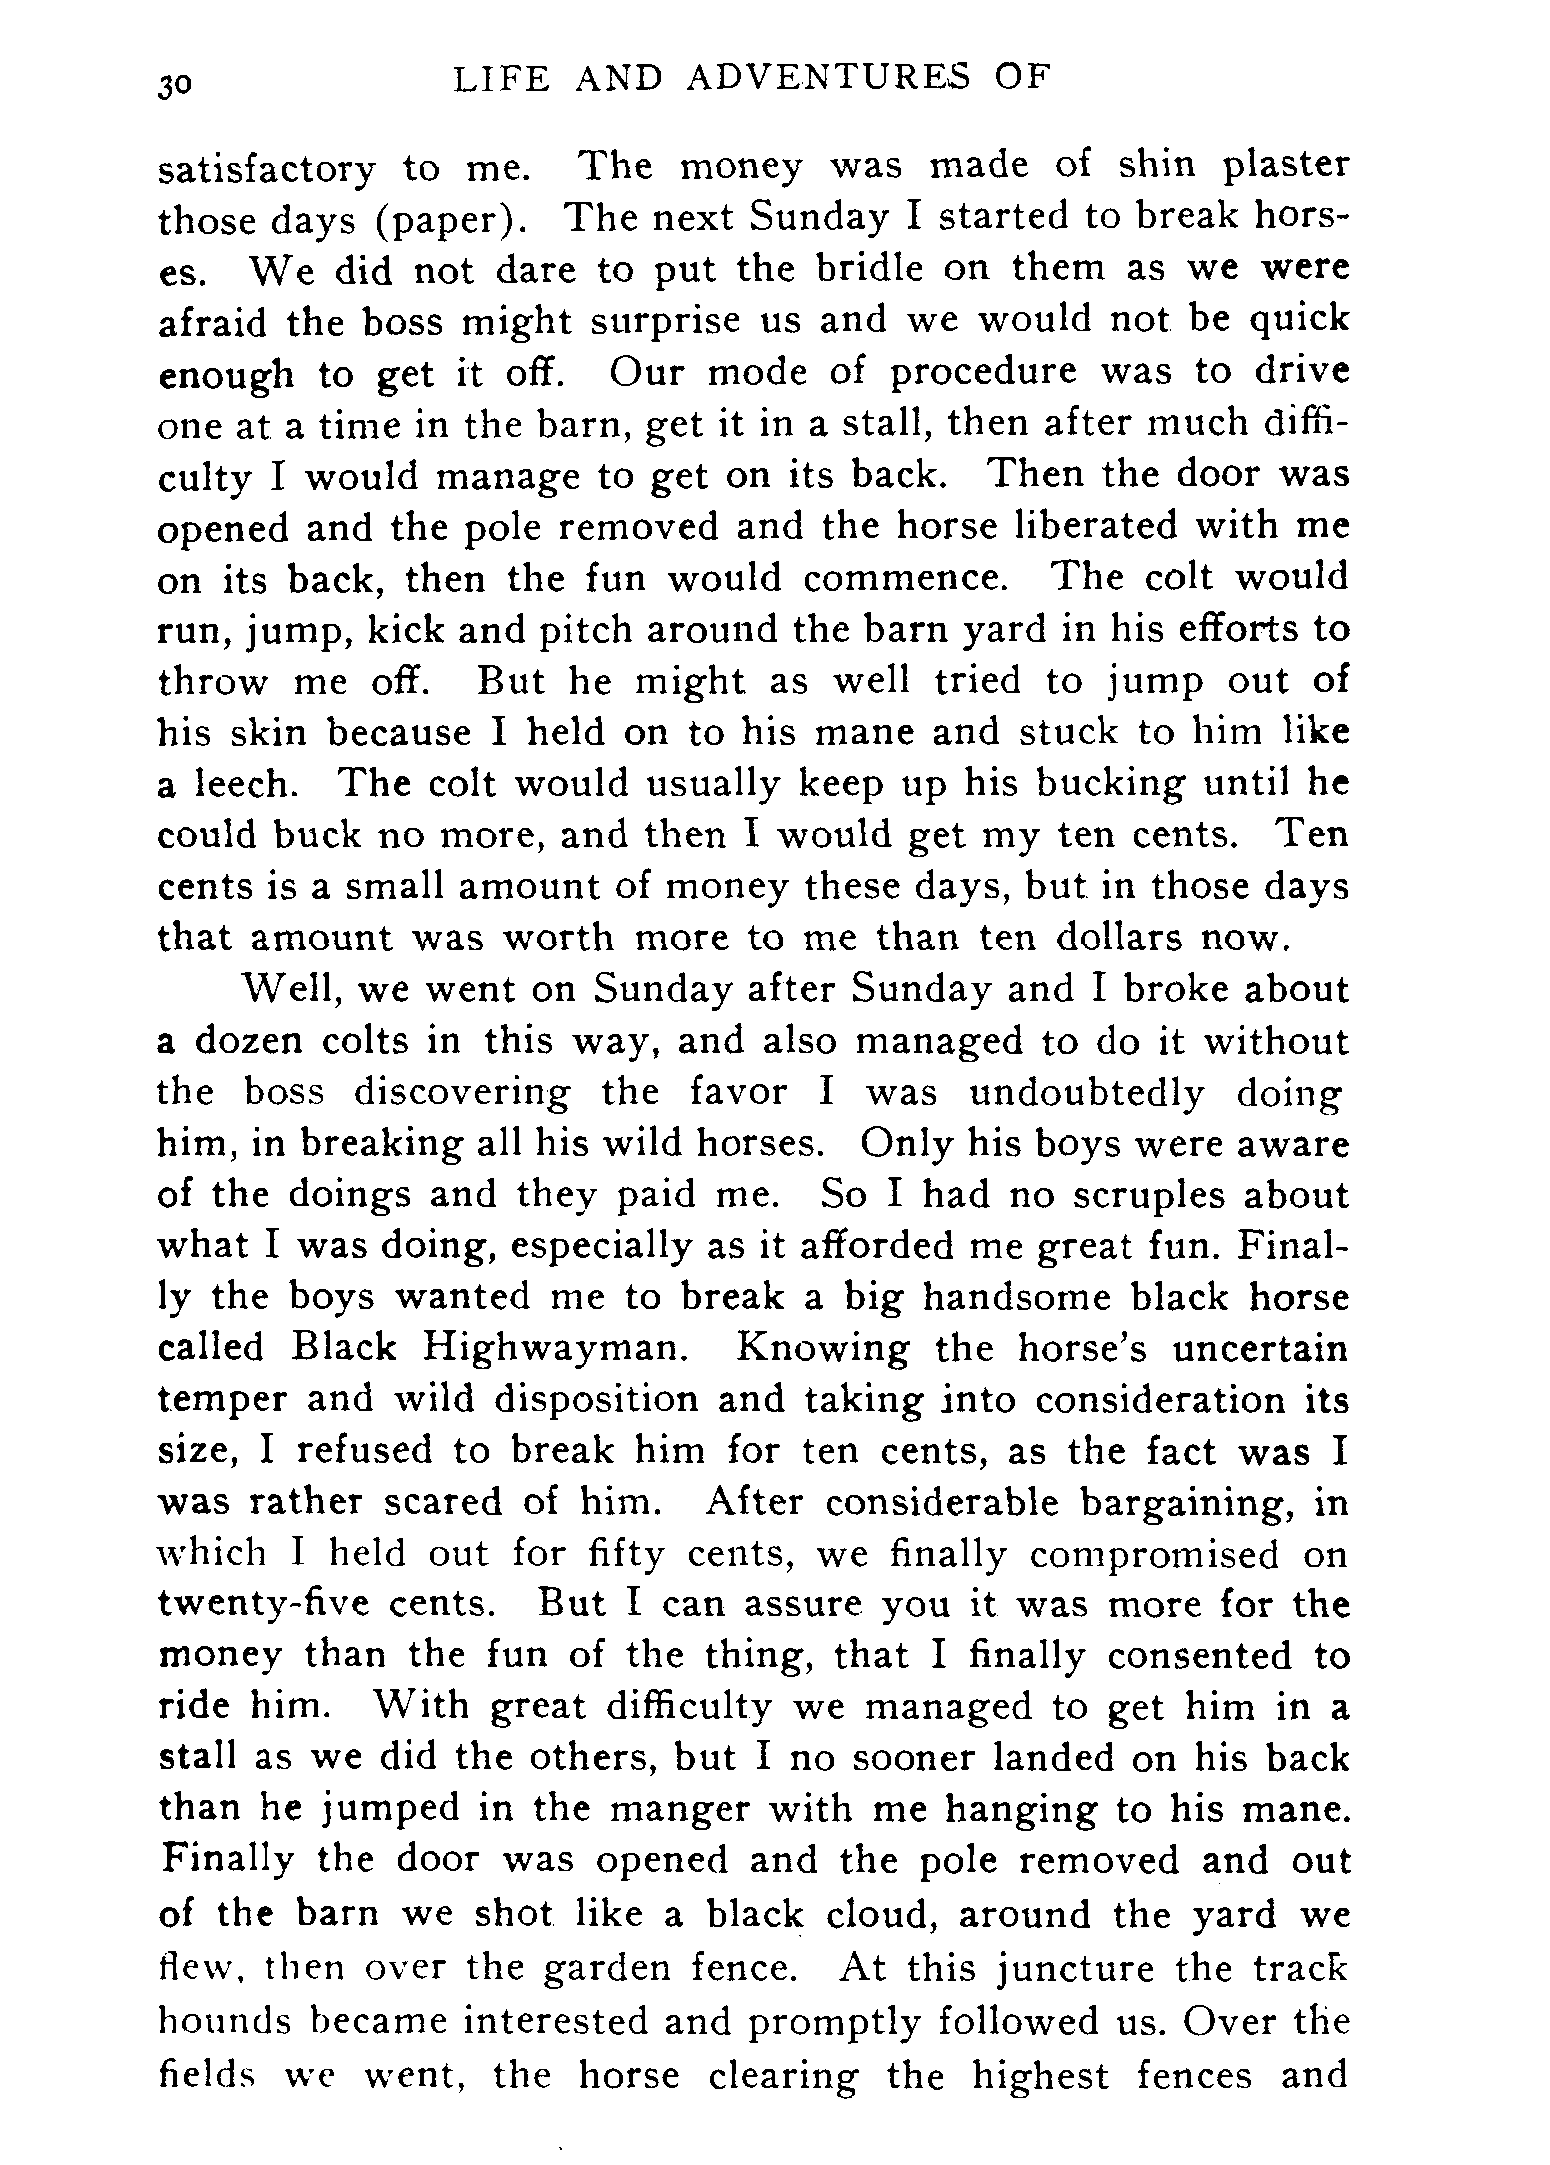 30 LIFE AND ADVENTURES OF
satisfactory to me. The money was made of shin plaster
those days (paper). The next Sunday I started to break hors-
es. We did not dare to put the bridle on them as we were
afraid the boss might surprise us and we would not be quick
enough to get it off. Our mode of procedure was to drive
one at a time in the barn, get it in a stall, then after much diffi-
culty I would manage to get on its back. Then the door was
opened and the pole removed and the horse liberated with me
on its back, then the fun would commence. The colt would
run, jump, kick and pitch around the barn yard in his efforts to
throw me off. But he might as well tried to jump out of
his skin because I held on to his mane and stuck to him like
a leech. The colt would usually keep up his bucking until he
could buck no more, and then I would get my ten cents. Ten
cents is a small amount of money these days, but in those days
that amount was worth more to me than ten dollars now.
Well, we went on Sunday after Sunday and I broke about
a dozen colts in this way, and also managed to do it without
the boss discovering the favor I was undoubtedly doing
him, in breaking all his wild horses. Only his boys were aware
of the doings and they paid me. So I had no scruples about
what I was doing, especially as it afforded me great fun. Final-
ly the boys wanted me to break a big handsome black horse
called Black Highwayman. Knowing the horse's uncertain
temper and wild disposition and taking into consideration its
size, I refused to break him for ten cents, as the fact was I
was rather scared of him. After considerable bargaining, in
which I held out for fifty cents, we finally compromised on
twenty-five cents. But I can assure you it was more for the
money than the fun of the thing, that I finally consented to
ride him. With great difficulty we managed to get him in a
stall as we did the others, but I no sooner landed on his back
than he jumped in the manger with me hanging to his mane.
Finally the door was opened and the pole removed and out
of the barn we shot like a black cloud, around the yard we
flew, then over the garden fence. At this juncture the track
hounds became interested and promptly followed us. Over the
fields we went, the horse clearing the highest fences and